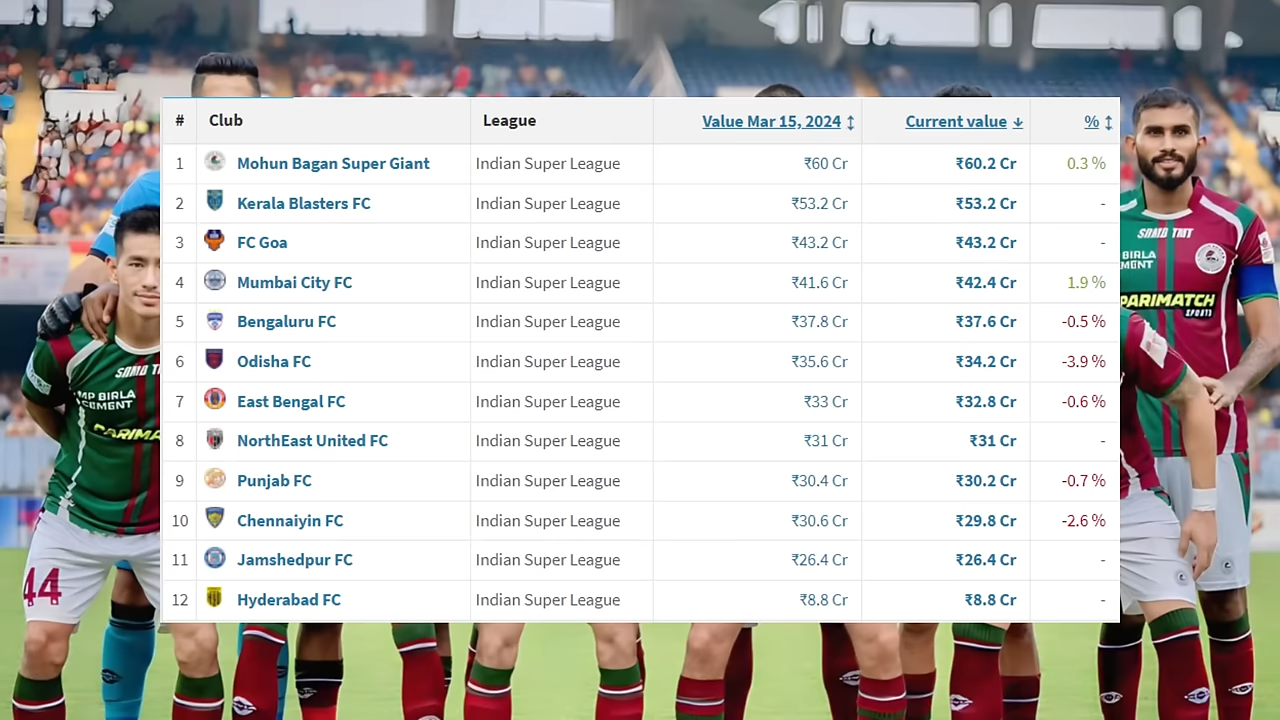 # Club League Value Mar 15, 2024 ↕ Current value ↓ % ↕
1 Mohun Bagan Super Giant Indian Super League ₹60 Cr ₹60.2 Cr 0.3 %
2 Kerala Blasters FC Indian Super League ₹53.2 Cr ₹53.2 Cr -
3 FC Goa Indian Super League ₹43.2 Cr ₹43.2 Cr -
4 Mumbai City FC Indian Super League ₹41.6 Cr ₹42.4 Cr 1.9 %
5 Bengaluru FC Indian Super League ₹37.8 Cr ₹37.6 Cr -0.5 %
6 Odisha FC Indian Super League ₹35.6 Cr ₹34.2 Cr -3.9 %
7 East Bengal FC Indian Super League ₹33 Cr ₹32.8 Cr -0.6 %
8 NorthEast United FC Indian Super League ₹31 Cr ₹31 Cr -
9 Punjab FC Indian Super League ₹30.4 Cr ₹30.2 Cr -0.7 %
10 Chennaiyin FC Indian Super League ₹30.6 Cr ₹29.8 Cr -2.6 %
11 Jamshedpur FC Indian Super League ₹26.4 Cr ₹26.4 Cr -
12 Hyderabad FC Indian Super League ₹8.8 Cr ₹8.8 Cr -
MP BIRLA
CEMENT
44
BIRLA
PARIMATCH
SPORTS